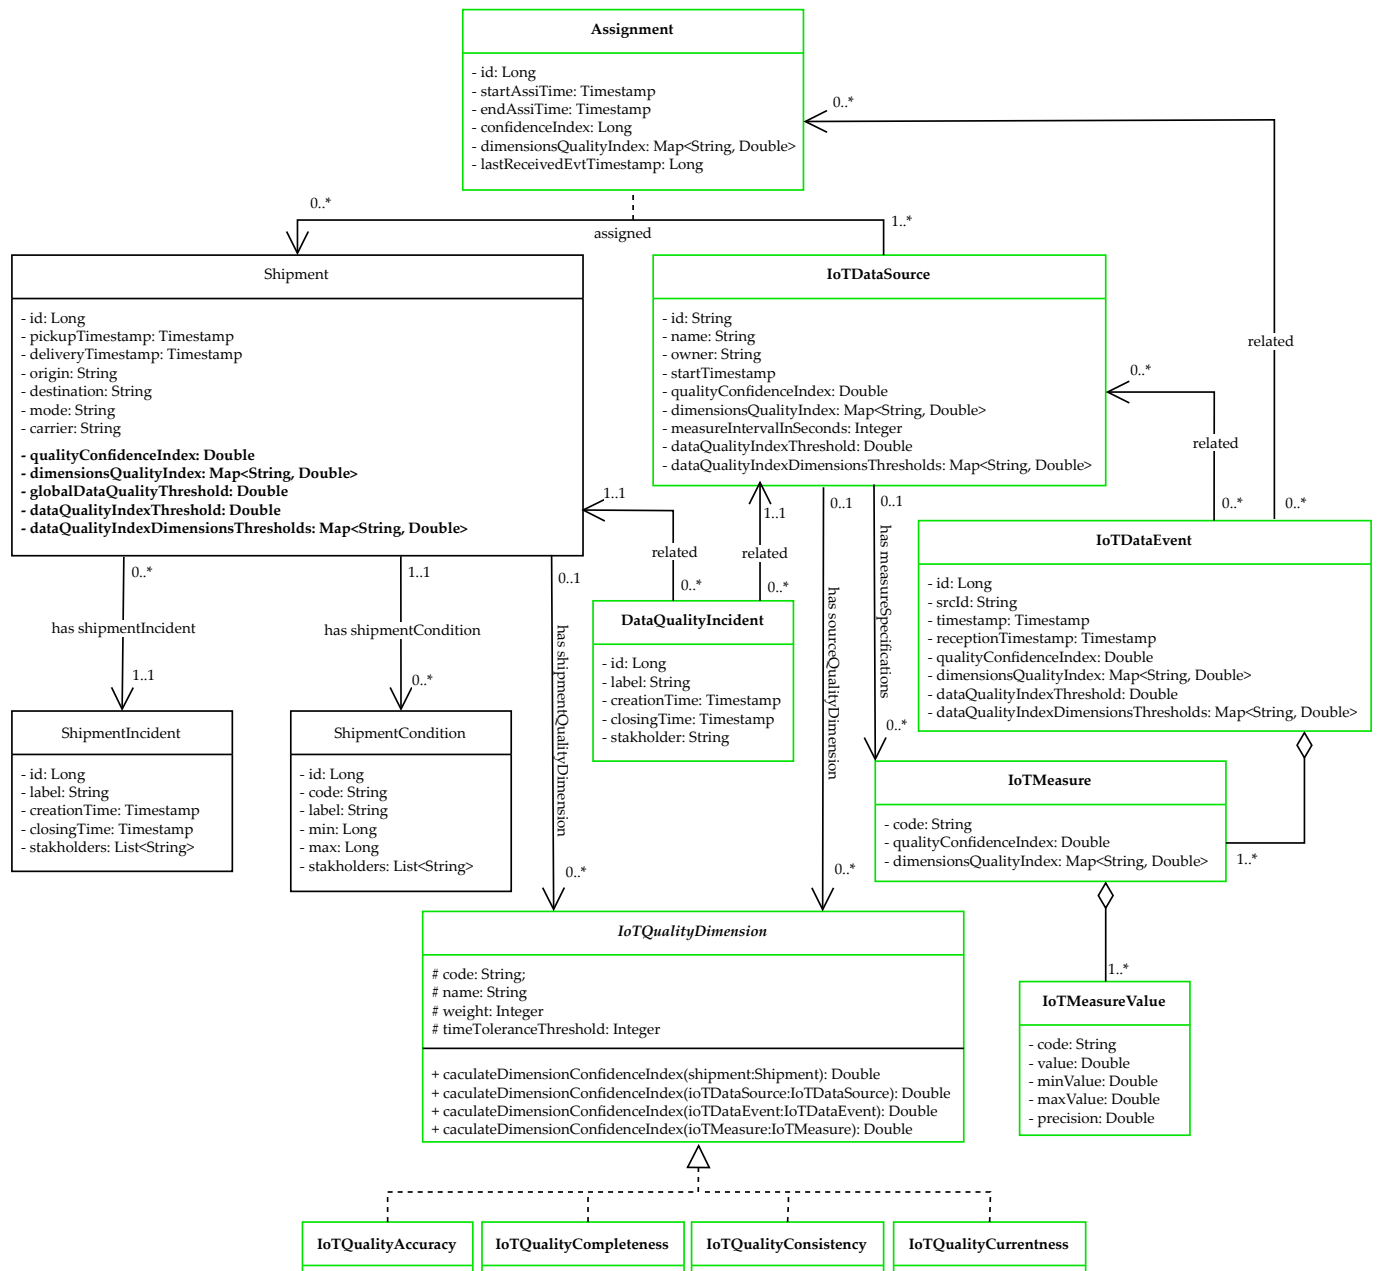 Assignment
- id: Long
- startAssiTime: Timestamp
- endAssiTime: Timestamp
- confidenceIndex: Long
- dimensionsQualityIndex: Map<String, Double>
- lastReceivedEvtTimestamp: Long
0..*
0..*
assigned
1..*
Shipment
- id: Long
- pickupTimestamp: Timestamp
- deliveryTimestamp: Timestamp
- origin: String
- destination: String
- mode: String
- carrier: String
- qualityConfidenceIndex: Double
- dimensionsQualityIndex: Map<String, Double>
- globalDataQualityThreshold: Double
- dataQualityIndexThreshold: Double
- dataQualityIndexDimensionsThresholds: Map<String, Double>
IoTDataSource
- id: String
- name: String
- owner: String
- startTimestamp
- qualityConfidenceIndex: Double
- dimensionsQualityIndex: Map<String, Double>
- measureIntervalInSeconds: Integer
- dataQualityIndexThreshold: Double
- dataQualityIndexDimensionsThresholds: Map<String, Double>
related
0..*
related
0..*
0..*
1..1
related
0..*
1..1
related
0..*
0..1
has sourceQualityDimension
0..*
0..1
has measureSpecifications
0..*
IoTDataEvent
- id: Long
- srcId: String
- timestamp: Timestamp
- receptionTimestamp: Timestamp
- qualityConfidenceIndex: Double
- dimensionsQualityIndex: Map<String, Double>
- dataQualityIndexThreshold: Double
- dataQualityIndexDimensionsThresholds: Map<String, Double>
0..*
has shipmentIncident
1..1
1..1
has shipmentCondition
0..*
0..1
has shipmentQualityDimension
0..*
DataQualityIncident
- id: Long
- label: String
- creationTime: Timestamp
- closingTime: Timestamp
- stakholder: String
ShipmentIncident
- id: Long
- label: String
- creationTime: Timestamp
- closingTime: Timestamp
- stakholders: List<String>
ShipmentCondition
- id: Long
- code: String
- label: String
- min: Long
- max: Long
- stakholders: List<String>
IoTMeasure
- code: String
- qualityConfidenceIndex: Double
- dimensionsQualityIndex: Map<String, Double>
1..*
1..*
IoTQualityDimension
# code: String;
# name: String
# weight: Integer
# timeToleranceThreshold: Integer
+ caculateDimensionConfidenceIndex(shipment:Shipment): Double
+ caculateDimensionConfidenceIndex(ioTDataSource:IoTDataSource): Double
+ caculateDimensionConfidenceIndex(ioTDataEvent:IoTDataEvent): Double
+ caculateDimensionConfidenceIndex(ioTMeasure:IoTMeasure): Double
IoTMeasureValue
- code: String
- value: Double
- minValue: Double
- maxValue: Double
- precision: Double
IoTQualityAccuracy
IoTQualityCompleteness
IoTQualityConsistency
IoTQualityCurrentness